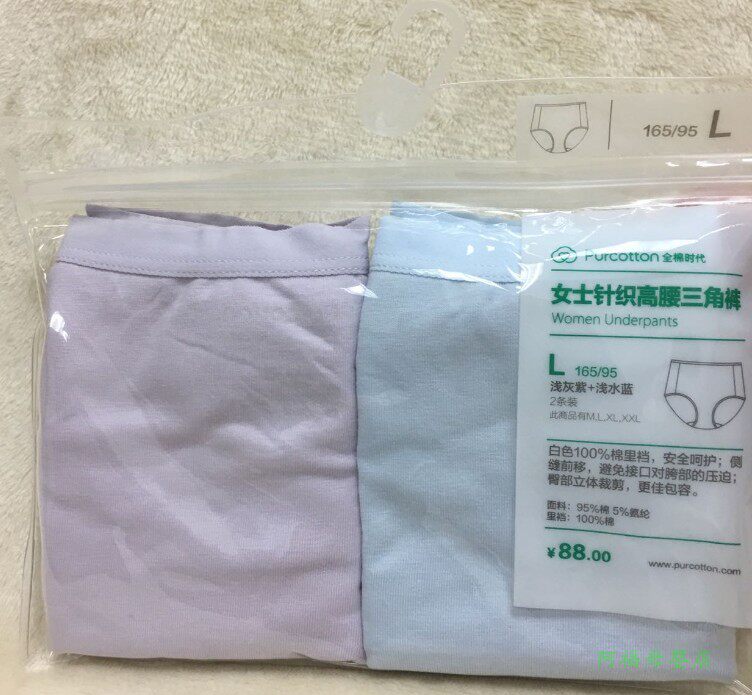 165/95 L
Purcotton 全棉时代
女士针织高腰三角裤
Women Underpants
L 165/95
浅灰紫+浅水蓝
2条装
此商品有M,L,XL,XXL
白色100%棉里裆,安全呵护;侧
缝前移,避免接口对胯部的压迫;
臀部立体裁剪,更佳包容。
面料:95%棉 5%氨纶
里裆:100%棉
¥88.00
www.purcotton.com